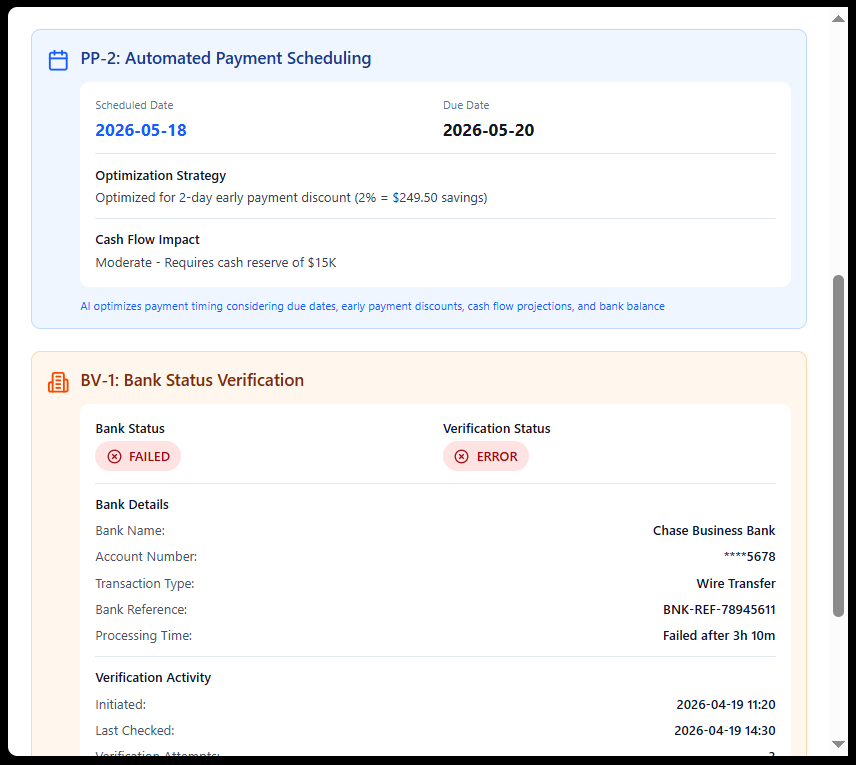 PP-2: Automated Payment Scheduling
Scheduled Date
Due Date
2026-05-18
2026-05-20
Optimization Strategy
Optimized for 2-day early payment discount (2% = $249.50 savings)
Cash Flow Impact
Moderate - Requires cash reserve of $15K
AI optimizes payment timing considering due dates, early payment discounts, cash flow projections, and bank balance
BV-1: Bank Status Verification
Bank Status
Verification Status
FAILED
ERROR
Bank Details
Bank Name: Chase Business Bank
Account Number: ****5678
Transaction Type: Wire Transfer
Bank Reference: BNK-REF-78945611
Processing Time: Failed after 3h 10m
Verification Activity
Initiated: 2026-04-19 11:20
Last Checked: 2026-04-19 14:30
Verification Attempts: